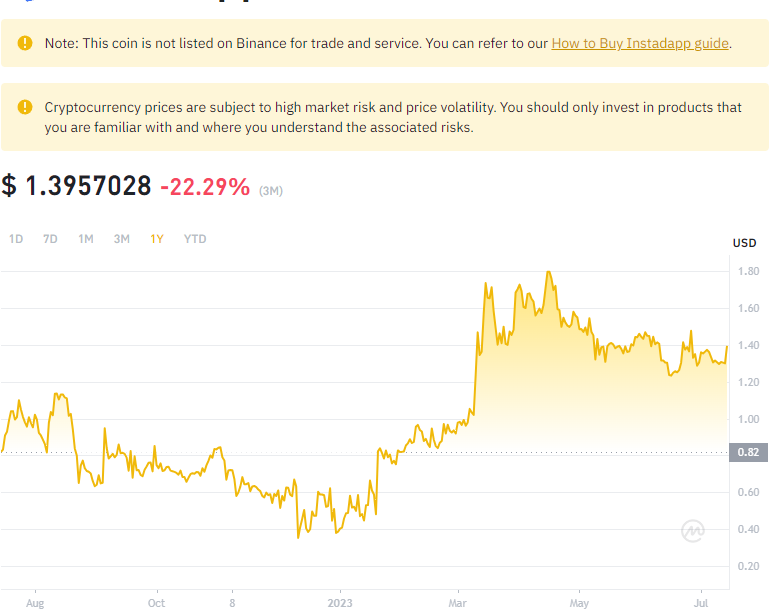 Note: This coin is not listed on Binance for trade and service. You can refer to our How to Buy Instadapp guide.
Cryptocurrency prices are subject to high market risk and price volatility. You should only invest in products that
you are familiar with and where you understand the associated risks.
$ 1.3957028 -22.29% (3M)
1D 7D 1M 3M 1Y YTD
USD
1.80
1.60
1.40
1.20
1.00
0.82
0.60
0.40
0.20
Aug Oct 8 2023 Mar May Jul